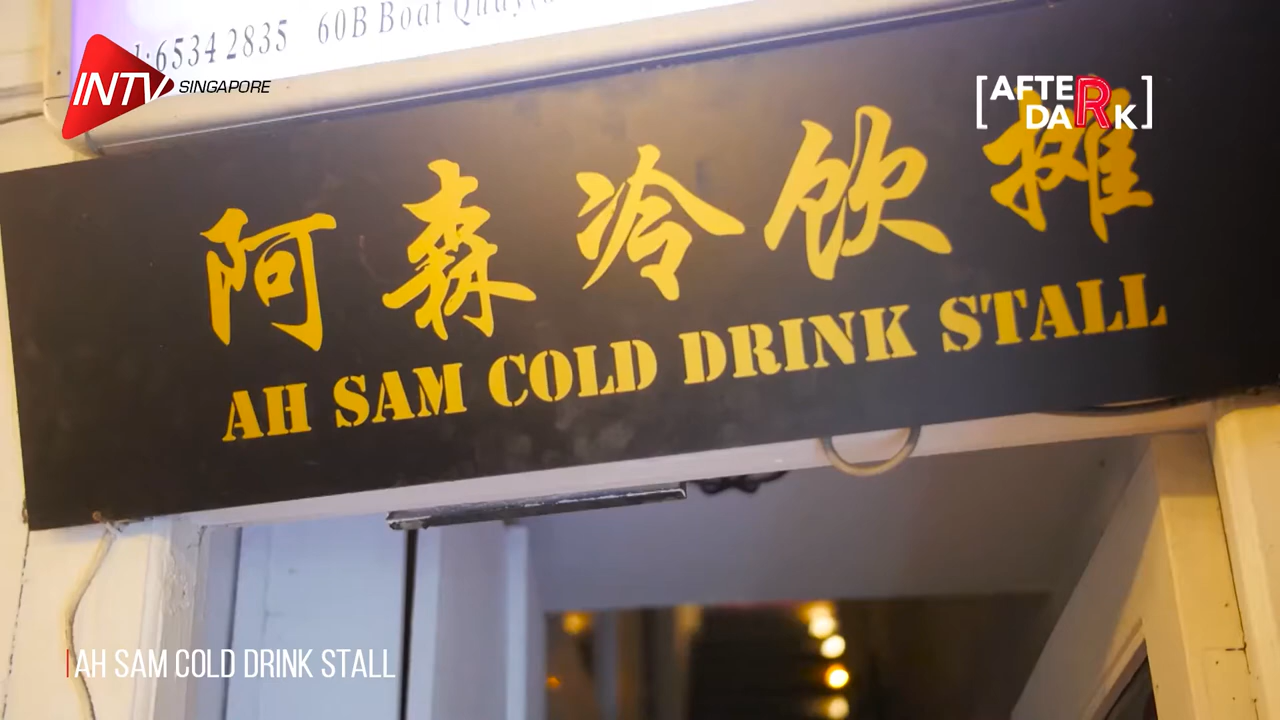 :6534 2835 60B Boat Quay
INTV SINGAPORE
[AFTER DARK]
阿森冷饮摊
AH SAM COLD DRINK STALL
AH SAM COLD DRINK STALL